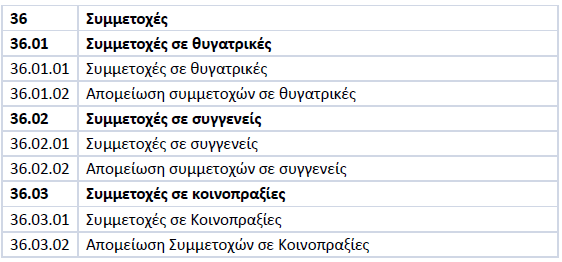 36 Συμμετοχές
36.01 Συμμετοχές σε θυγατρικές
36.01.01 Συμμετοχές σε θυγατρικές
36.01.02 Απομείωση συμμετοχών σε θυγατρικές
36.02 Συμμετοχές σε συγγενείς
36.02.01 Συμμετοχές σε συγγενείς
36.02.02 Απομείωση συμμετοχών σε συγγενείς
36.03 Συμμετοχές σε κοινοπραξίες
36.03.01 Συμμετοχές σε Κοινοπραξίες
36.03.02 Απομείωση Συμμετοχών σε Κοινοπραξίες